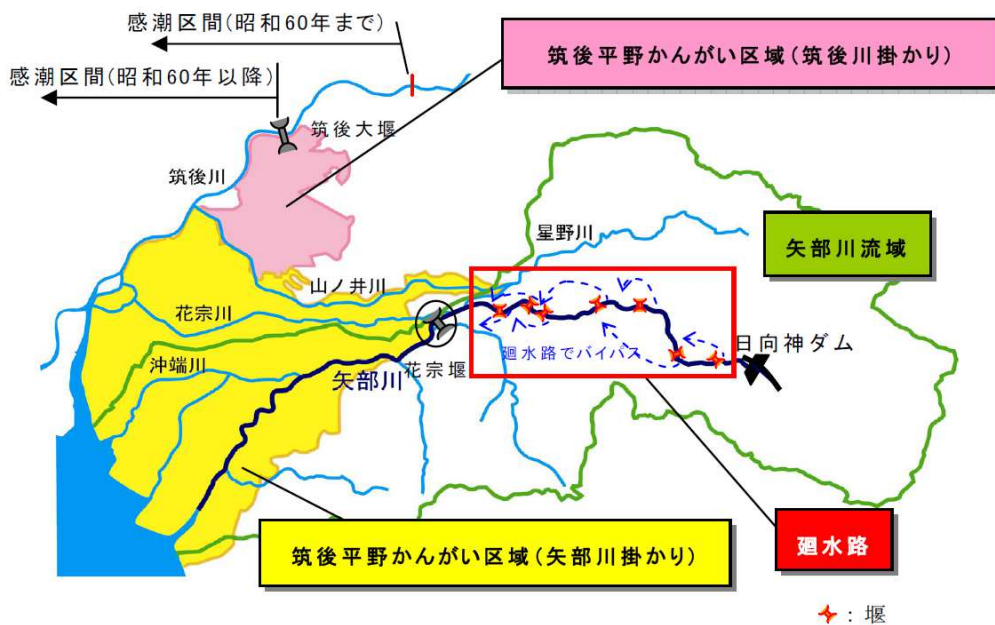 感潮区間(昭和60年まで)
筑後平野かんがい区域(筑後川掛かり)
感潮区間(昭和60年以降)
筑後大堰
筑後川
星野川
矢部川流域
山ノ井川
花宗川
日向神ダム
廻水路でバイパス
沖端川
花宗堰
矢部川
筑後平野かんがい区域(矢部川掛かり)
廻水路
:堰